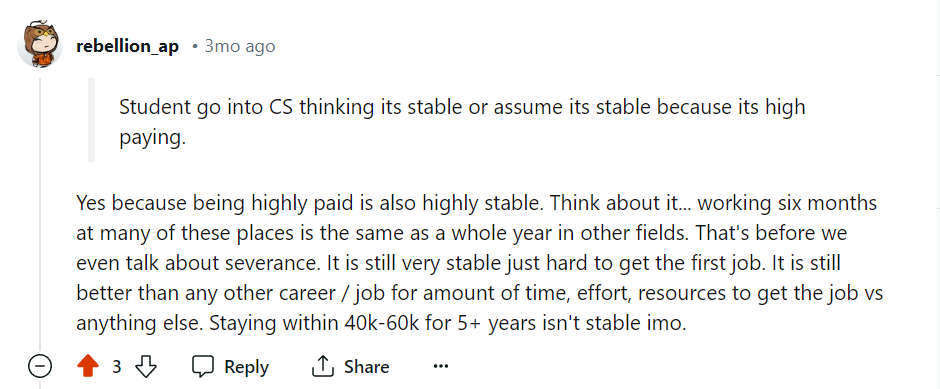 rebellion_ap • 3mo ago
Student go into CS thinking its stable or assume its stable because its high
paying.
Yes because being highly paid is also highly stable. Think about it... working six months
at many of these places is the same as a whole year in other fields. That's before we
even talk about severance. It is still very stable just hard to get the first job. It is still
better than any other career / job for amount of time, effort, resources to get the job vs
anything else. Staying within 40k-60k for 5+ years isn't stable imo.
3 Reply Share ...